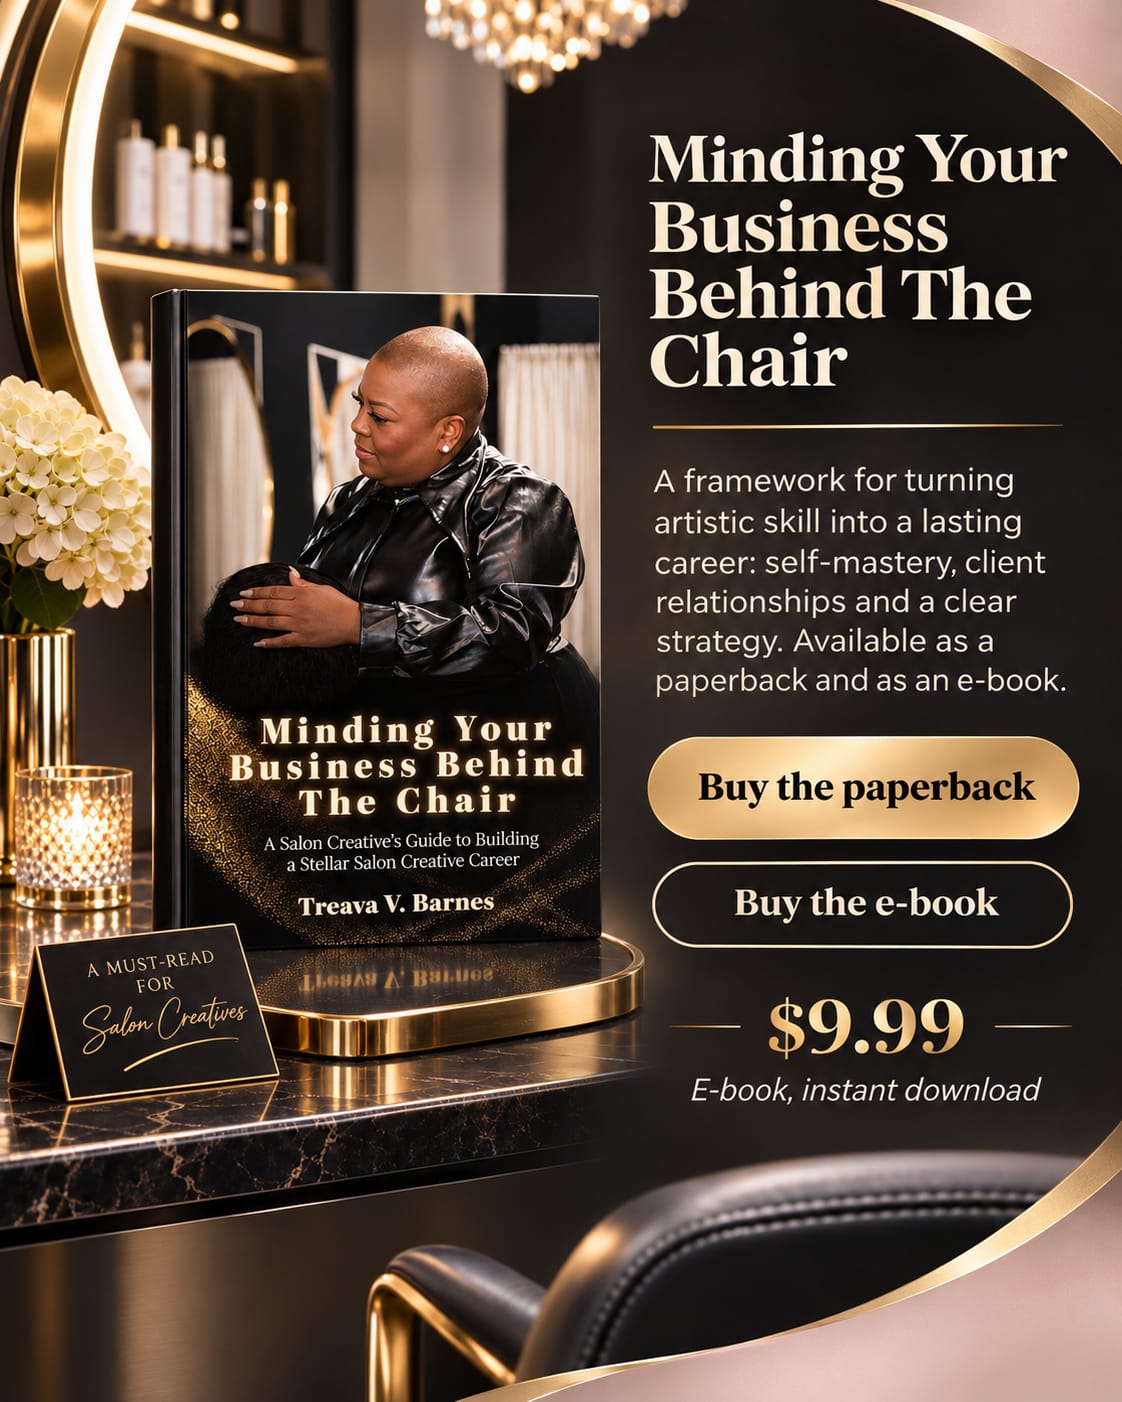 Minding Your
Business
Behind The
Chair
A framework for turning
artistic skill into a lasting
career: self-mastery, client
relationships and a clear
strategy. Available as a
paperback and as an e-book.
Buy the paperback
Buy the e-book
$9.99
E-book, instant download
Minding Your
Business Behind
The Chair
A Salon Creative's Guide to Building
a Stellar Salon Creative Career
Treava V. Barnes
Treava V. Barnes
A MUST-READ
FOR
Salon Creatives